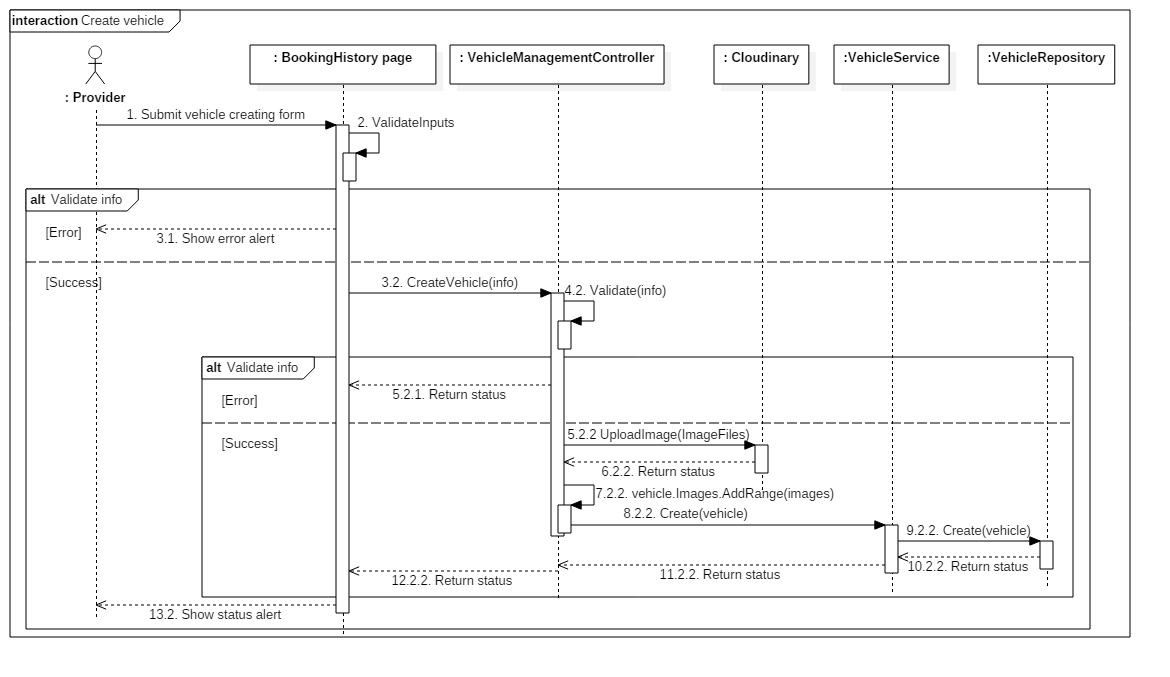 interaction Create vehicle
: Provider
: BookingHistory page
: VehicleManagementController
: Cloudinary
:VehicleService
:VehicleRepository
1. Submit vehicle creating form
2. ValidateInputs
alt Validate info
[Error]
3.1. Show error alert
[Success]
3.2. CreateVehicle(info)
4.2. Validate(info)
alt Validate info
5.2.1. Return status
[Error]
[Success]
5.2.2 UploadImage(ImageFiles)
6.2.2. Return status
7.2.2. vehicle.Images.AddRange(images)
8.2.2. Create(vehicle)
9.2.2. Create(vehicle)
10.2.2. Return status
11.2.2. Return status
12.2.2. Return status
13.2. Show status alert